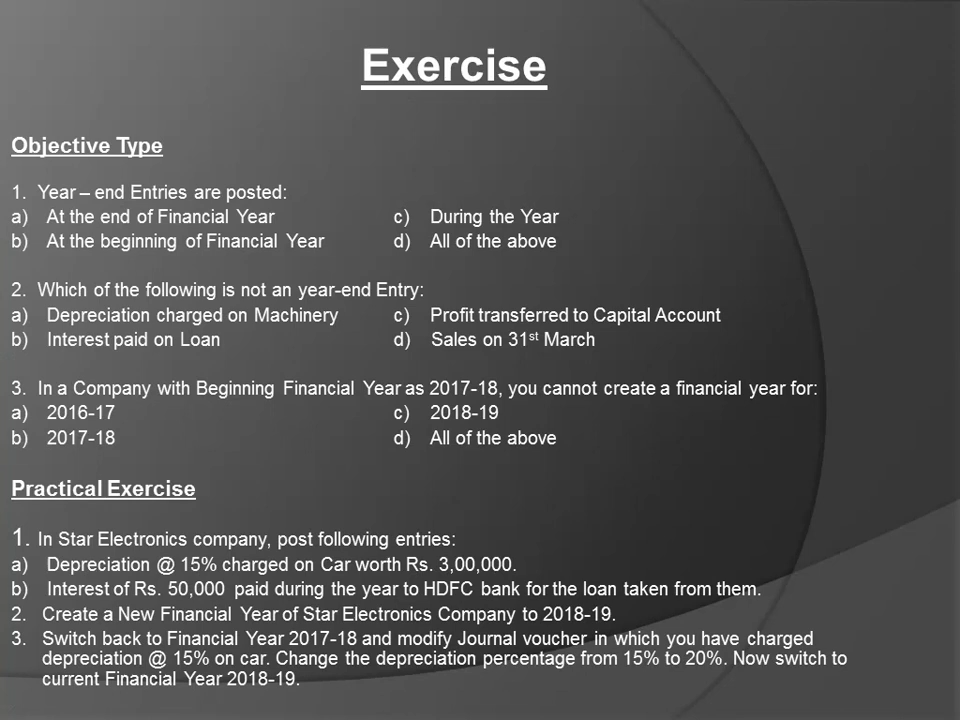 Exercise
Objective Type
1. Year – end Entries are posted:
a) At the end of Financial Year c) During the Year
b) At the beginning of Financial Year d) All of the above
2. Which of the following is not an year-end Entry:
a) Depreciation charged on Machinery c) Profit transferred to Capital Account
b) Interest paid on Loan d) Sales on 31st March
3. In a Company with Beginning Financial Year as 2017-18, you cannot create a financial year for:
a) 2016-17 c) 2018-19
b) 2017-18 d) All of the above
Practical Exercise
1. In Star Electronics company, post following entries:
a) Depreciation @ 15% charged on Car worth Rs. 3,00,000.
b) Interest of Rs. 50,000 paid during the year to HDFC bank for the loan taken from them.
2. Create a New Financial Year of Star Electronics Company to 2018-19.
3. Switch back to Financial Year 2017-18 and modify Journal voucher in which you have charged
depreciation @ 15% on car. Change the depreciation percentage from 15% to 20%. Now switch to
current Financial Year 2018-19.